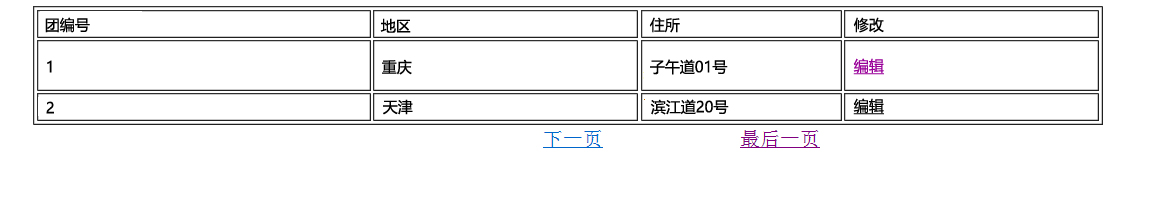 团编号 地区 住所 修改
1 重庆 子午道01号 编辑
2 天津 滨江道20号 编辑
下一页 最后一页